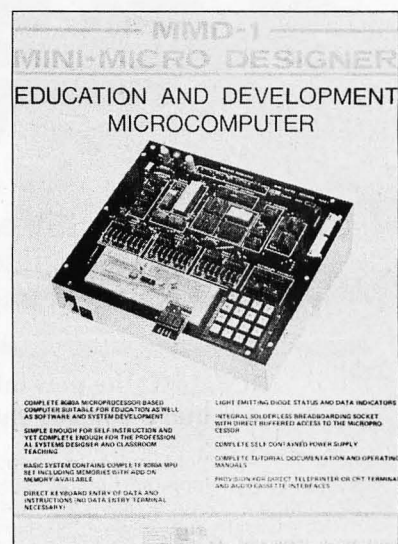 MMD-1
MINI-MICRO DESIGNER
EDUCATION AND DEVELOPMENT
MICROCOMPUTER
COMPLETE 8080A MICROPROCESSOR BASED
COMPUTER SUITABLE FOR EDUCATION AS WELL
AS SOFTWARE AND SYSTEM DEVELOPMENT
SIMPLE ENOUGH FOR SELF-INSTRUCTION AND
YET COMPLETE ENOUGH FOR THE PROFESSION
AL SYSTEMS DESIGNER AND CLASSROOM
TEACHING
BASIC SYSTEM CONTAINS COMPLETE 8080A MPU
SET INCLUDING MEMORIES WITH ADD ON
MEMORY AVAILABLE
DIRECT KEYBOARD ENTRY OF DATA AND
INSTRUCTIONS (NO DATA ENTRY TERMINAL
NECESSARY)
LIGHT EMITTING DIODE STATUS AND DATA INDICATORS
INTEGRAL SOLDERLESS BREADBOARDING SOCKET
WITH DIRECT BUFFERED ACCESS TO THE MICROPRO
CESSOR
COMPLETE SELF CONTAINED POWER SUPPLY
COMPLETE TUTORIAL DOCUMENTATION AND OPERATING
MANUALS
PROVISION FOR DIRECT TELEPRINTER OR CRT TERMINAL
AND AUDIO CASSETTE INTERFACES